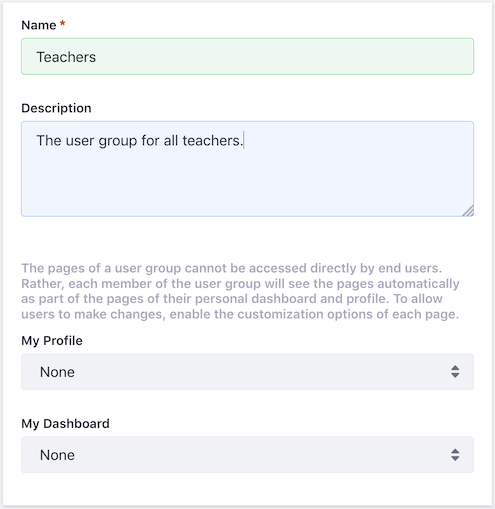 Name *
Teachers
Description
The user group for all teachers.
The pages of a user group cannot be accessed directly by end users.
Rather, each member of the user group will see the pages automatically
as part of the pages of their personal dashboard and profile. To allow
users to make changes, enable the customization options of each page.
My Profile
None
My Dashboard
None